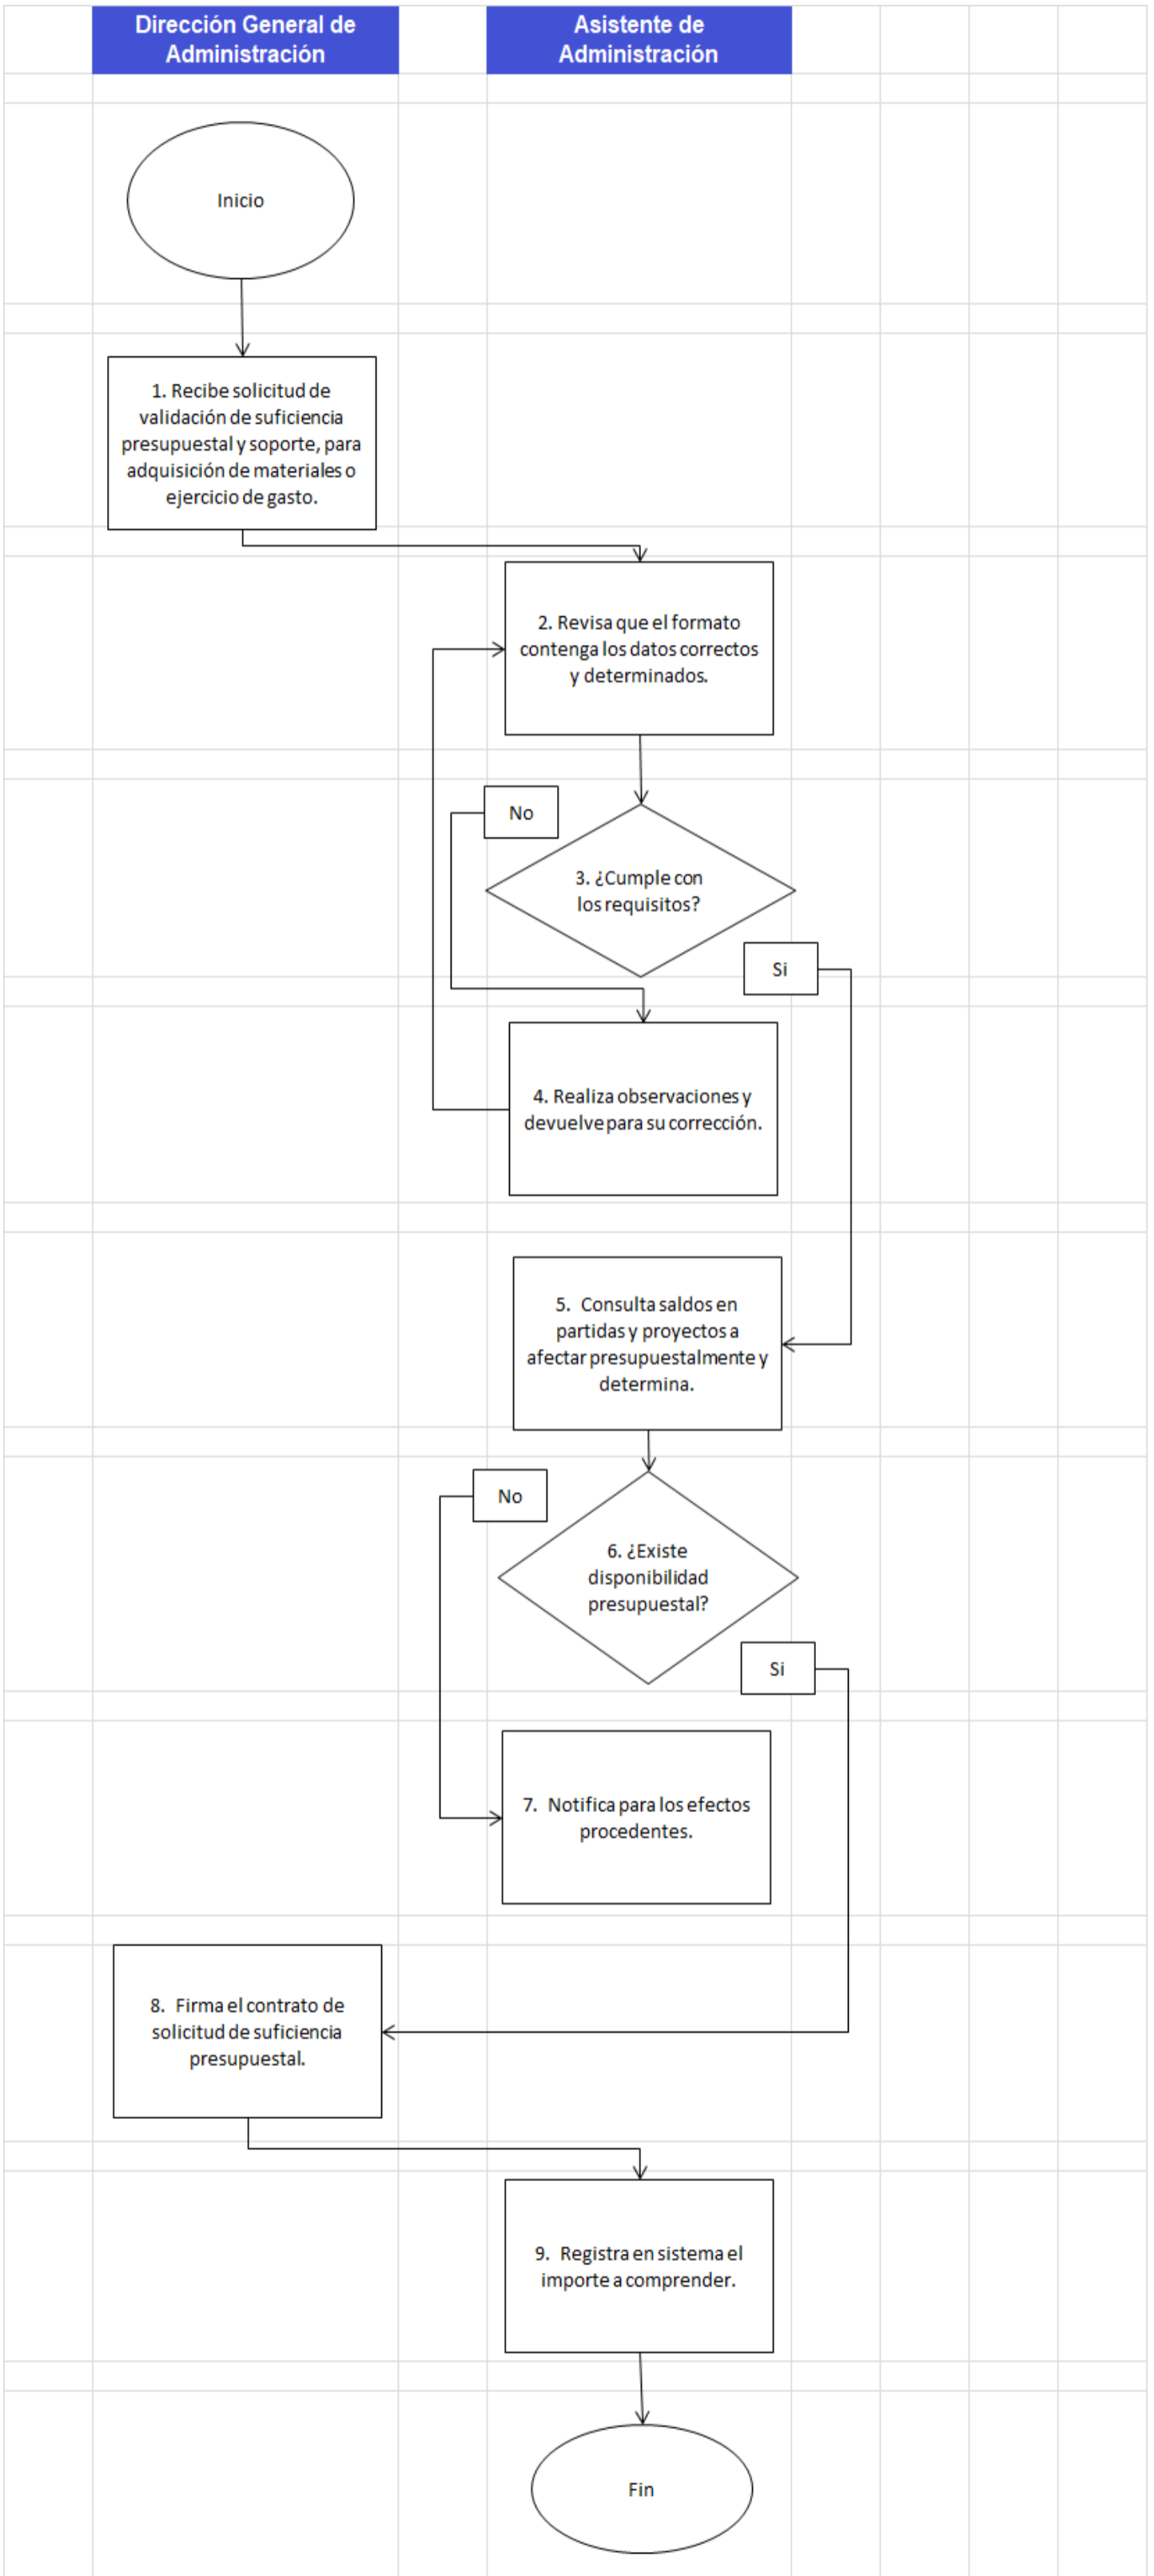 Dirección General de
Administración
Asistente de
Administración
Inicio
1. Recibe solicitud de
validación de suficiencia
presupuestal y soporte, para
adquisición de materiales o
ejercicio de gasto.
2. Revisa que el formato
contenga los datos correctos
y determinados.
No
3. ¿Cumple con
los requisitos?
Si
4. Realiza observaciones y
devuelve para su corrección.
5. Consulta saldos en
partidas y proyectos a
afectar presupuestalmente y
determina.
No
6. ¿Existe
disponibilidad
presupuestal?
Si
7. Notifica para los efectos
procedentes.
8. Firma el contrato de
solicitud de suficiencia
presupuestal.
9. Registra en sistema el
importe a comprender.
Fin